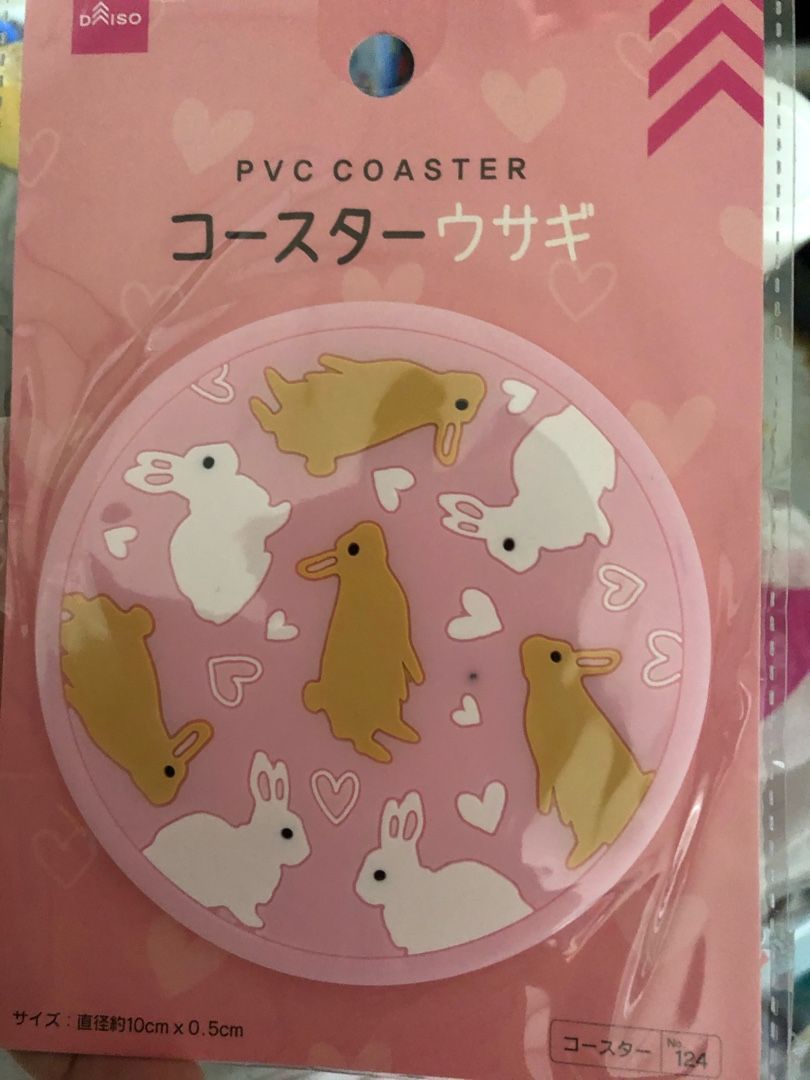 DAISO
PVC COASTER
コースターウサギ
サイズ：直径約10cm x 0.5cm
コースター No 124